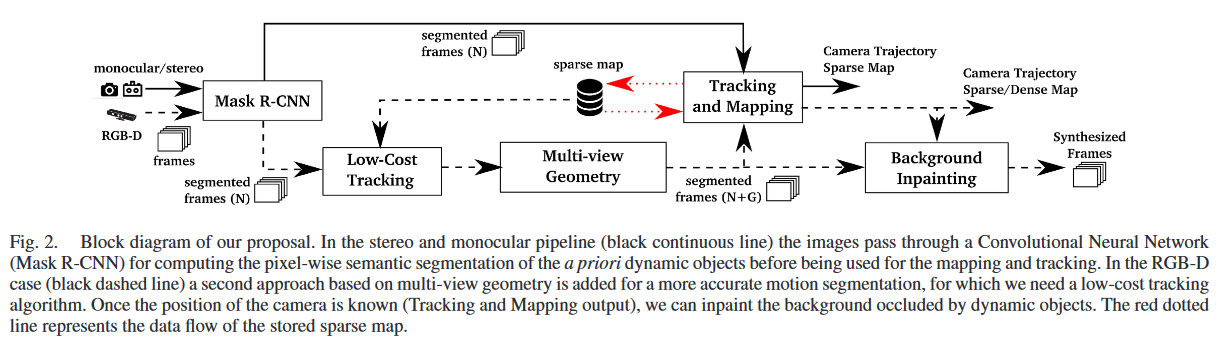 segmented
frames (N)
monocular/stereo
Mask R-CNN
RGB-D
frames
segmented
frames (N)
sparse map
Low-Cost
Tracking
Multi-view
Geometry
Tracking
and Mapping
segmented
frames (N+G)
Camera Trajectory
Sparse Map
Camera Trajectory
Sparse/Dense Map
Background
Inpainting
Synthesized
Frames
Fig. 2. Block diagram of our proposal. In the stereo and monocular pipeline (black continuous line) the images pass through a Convolutional Neural Network
(Mask R-CNN) for computing the pixel-wise semantic segmentation of the a priori dynamic objects before being used for the mapping and tracking. In the RGB-D
case (black dashed line) a second approach based on multi-view geometry is added for a more accurate motion segmentation, for which we need a low-cost tracking
algorithm. Once the position of the camera is known (Tracking and Mapping output), we can inpaint the background occluded by dynamic objects. The red dotted
line represents the data flow of the stored sparse map.